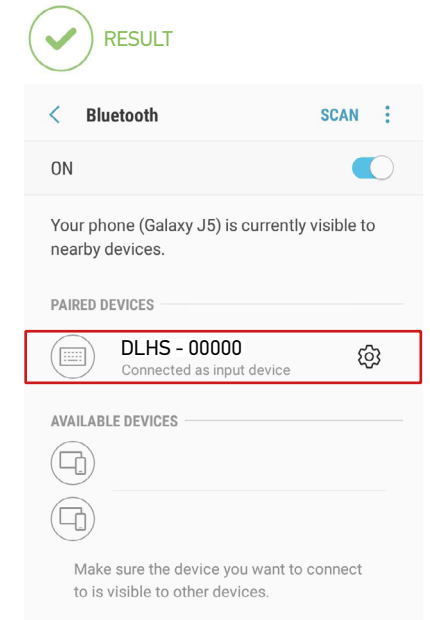 RESULT
Bluetooth SCAN
ON
Your phone (Galaxy J5) is currently visible to
nearby devices.
PAIRED DEVICES
DLHS - 00000
Connected as input device
AVAILABLE DEVICES
Make sure the device you want to connect
to is visible to other devices.